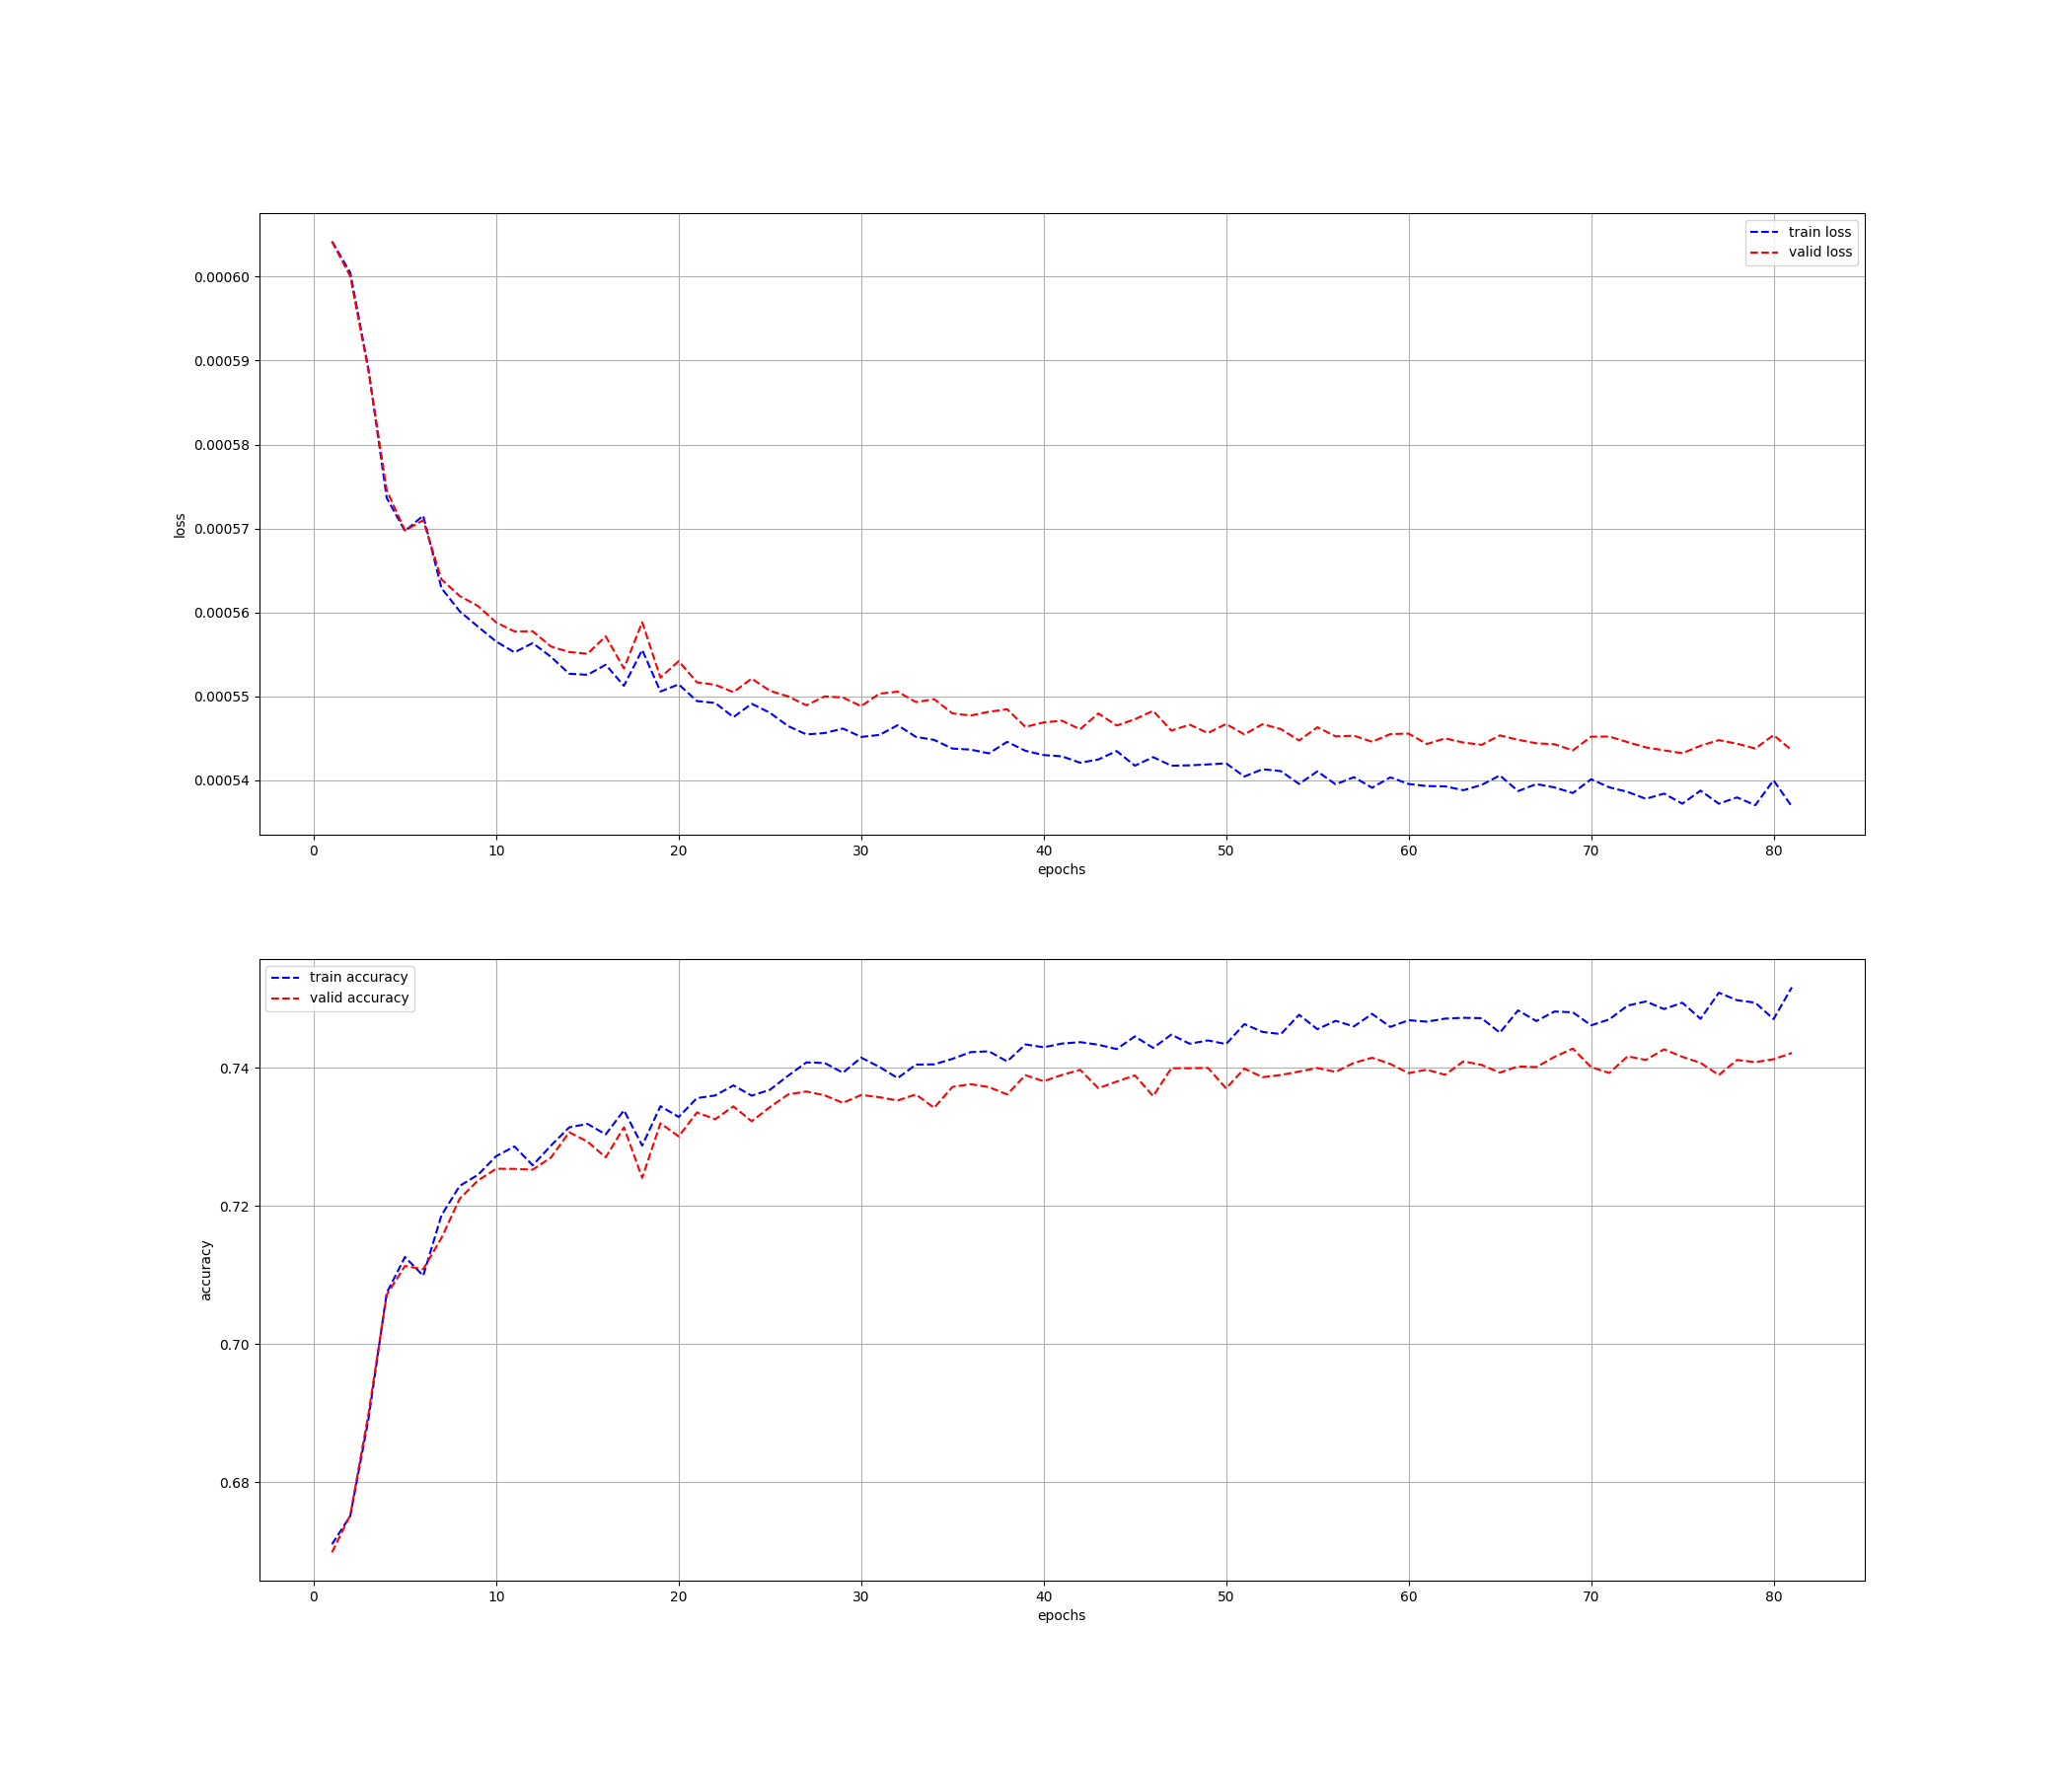 train loss
valid loss
0.00060
0.00059
0.00058
0.00057
0.00056
0.00055
0.00054
loss
0 10 20 30 40 50 60 70 80
epochs
train accuracy
valid accuracy
0.74
0.72
0.70
0.68
accuracy
0 10 20 30 40 50 60 70 80
epochs